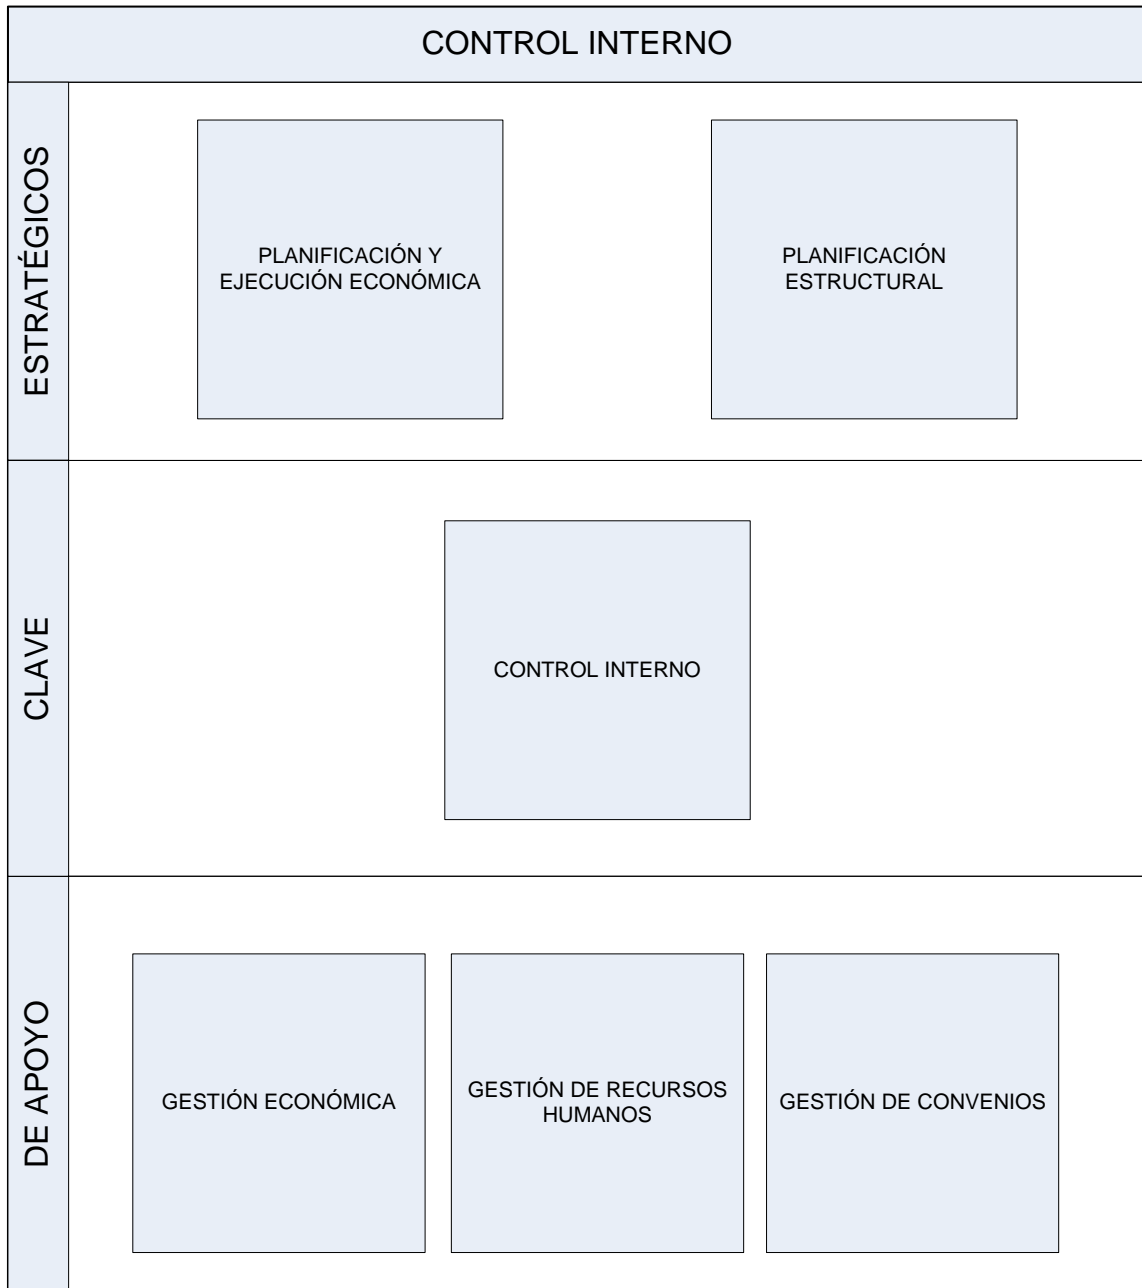 CONTROL INTERNO
ESTRATÉGICOS
PLANIFICACIÓN Y
EJECUCIÓN ECONÓMICA
PLANIFICACIÓN
ESTRUCTURAL
CLAVE
CONTROL INTERNO
DE APOYO
GESTIÓN ECONÓMICA
GESTIÓN DE RECURSOS
HUMANOS
GESTIÓN DE CONVENIOS